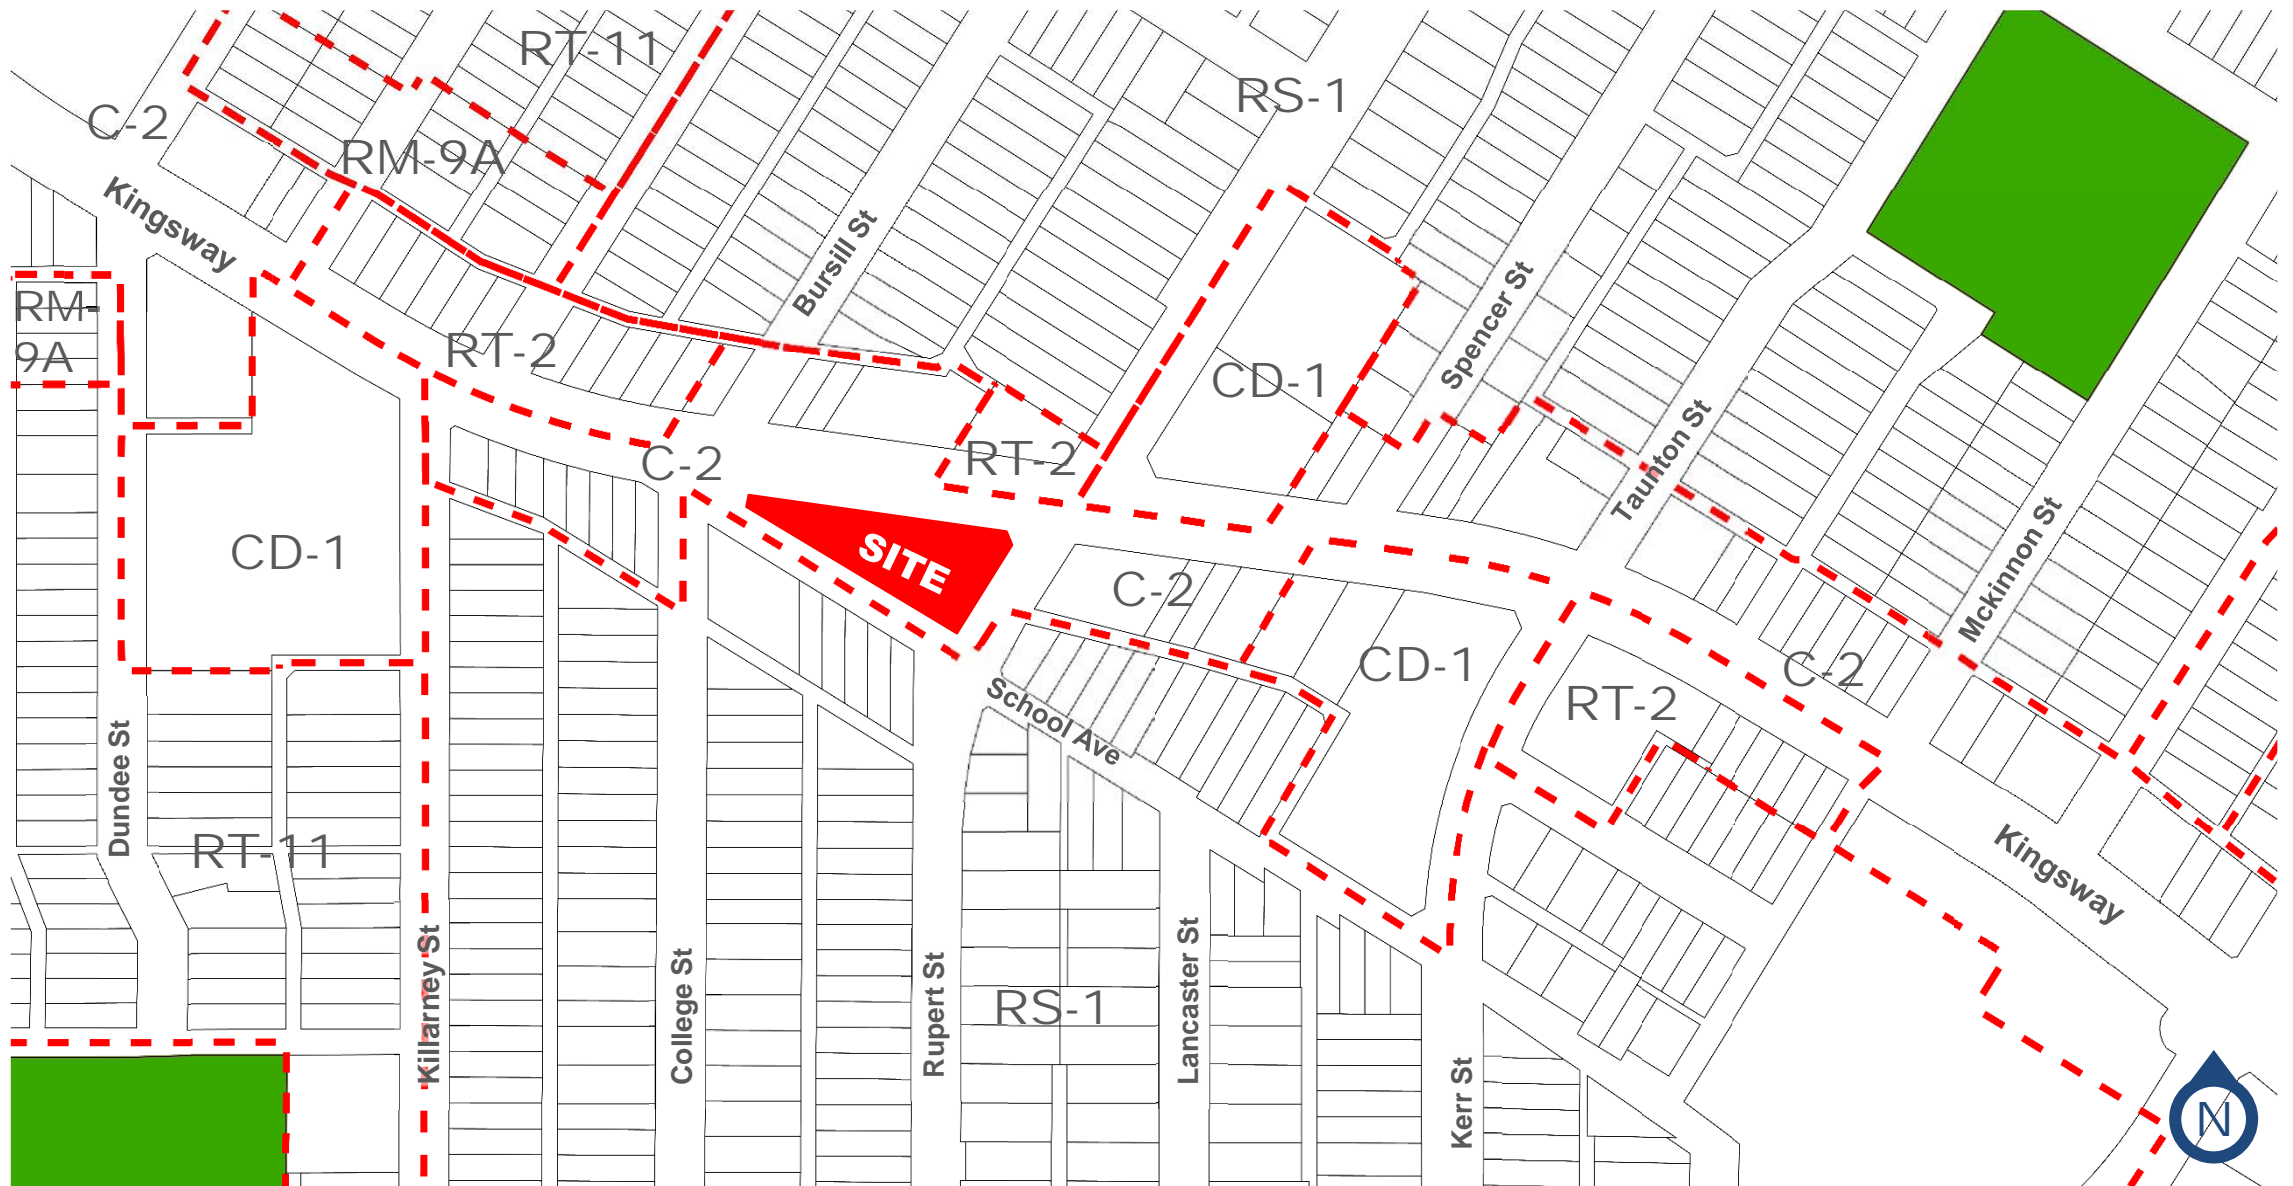 RT-11
RS-1
C-2
RM-9A
Kingsway
Bursill St
Spencer St
RM-
9A
RT-2
CD-1
Taunton St
C-2
RT-2
Mckinnon St
CD-1
SITE
C-2
CD-1
C-2
RT-2
School Ave
Dundee St
RT-11
Kingsway
Killarney St
College St
Rupert St
RS-1
Lancaster St
Kerr St
N